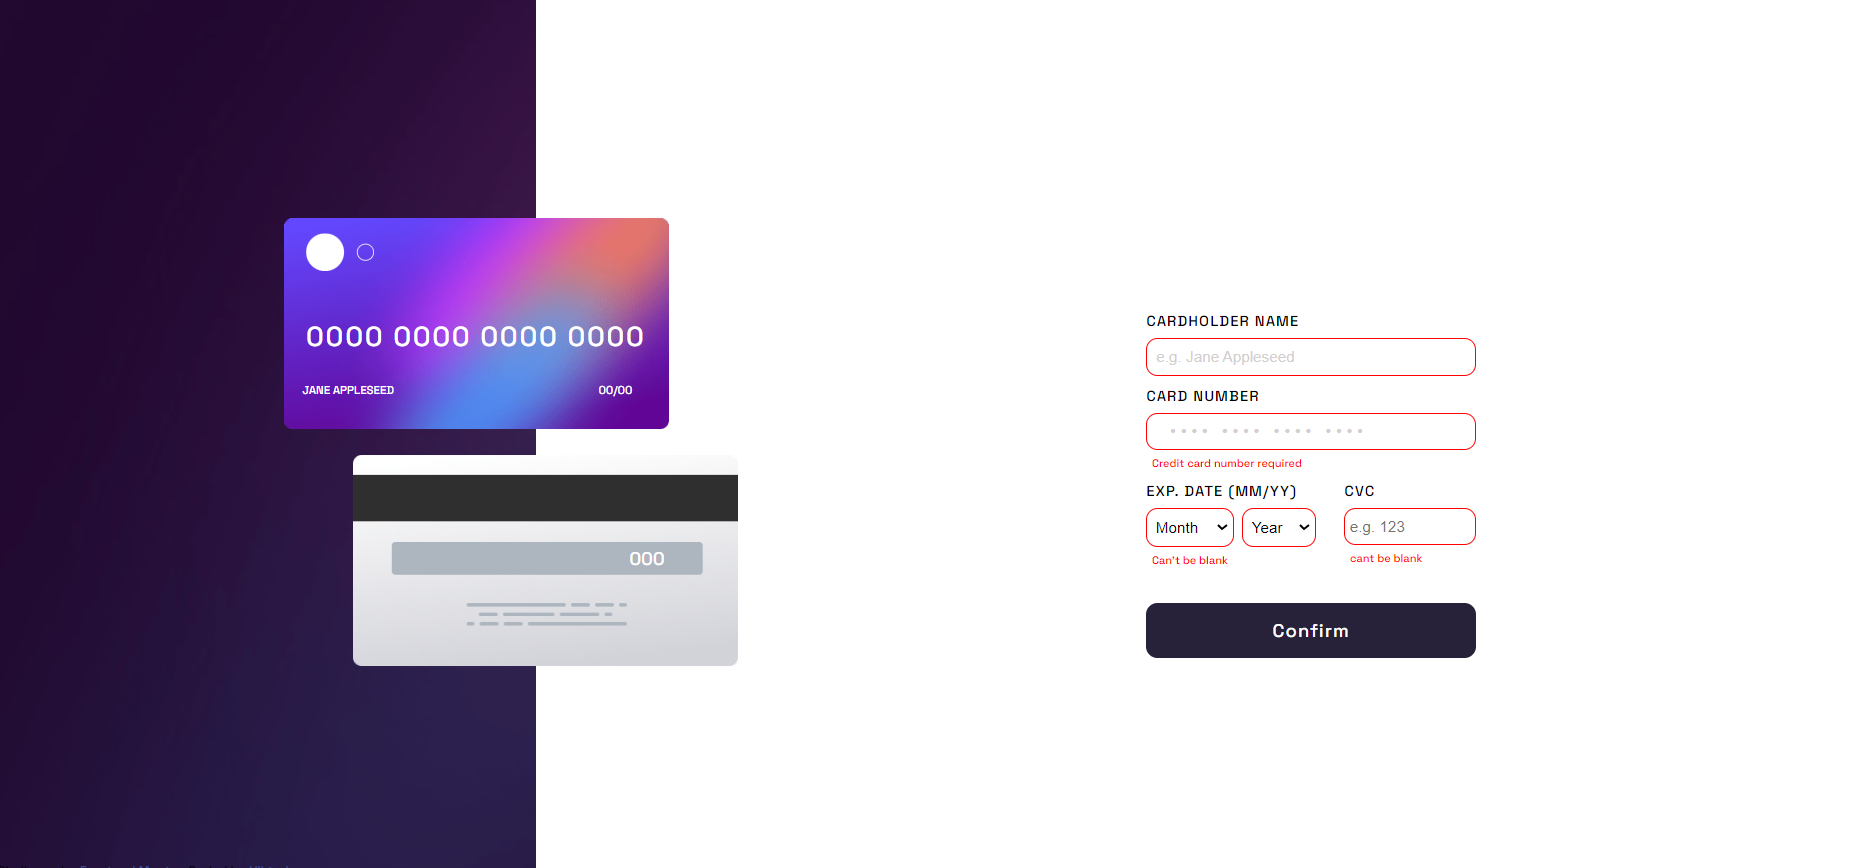 0000 0000 0000 0000
JANE APPLESEED 00/00
000
CARDHOLDER NAME
e.g. Jane Appleseed
CARD NUMBER
Credit card number required
EXP. DATE (MM/YY) CVC
Month Year e.g. 123
Can't be blank cant be blank
Confirm